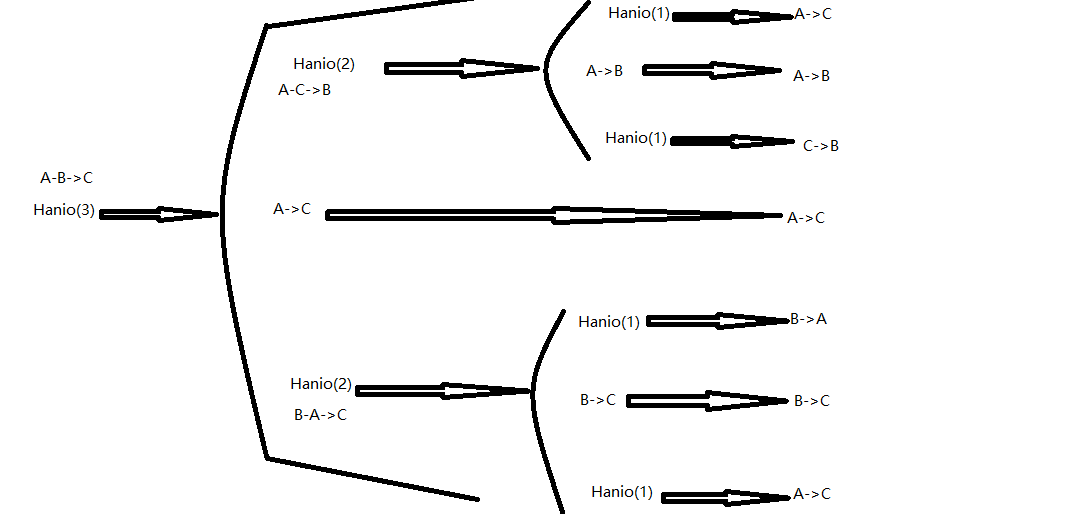 Hanio(1)
A->C
Hanio(2)
A-C->B
A->B
A->B
Hanio(1)
C->B
A-B->C
Hanio(3)
A->C
A->C
Hanio(1)
B->A
Hanio(2)
B-A->C
B->C
B->C
Hanio(1)
A->C